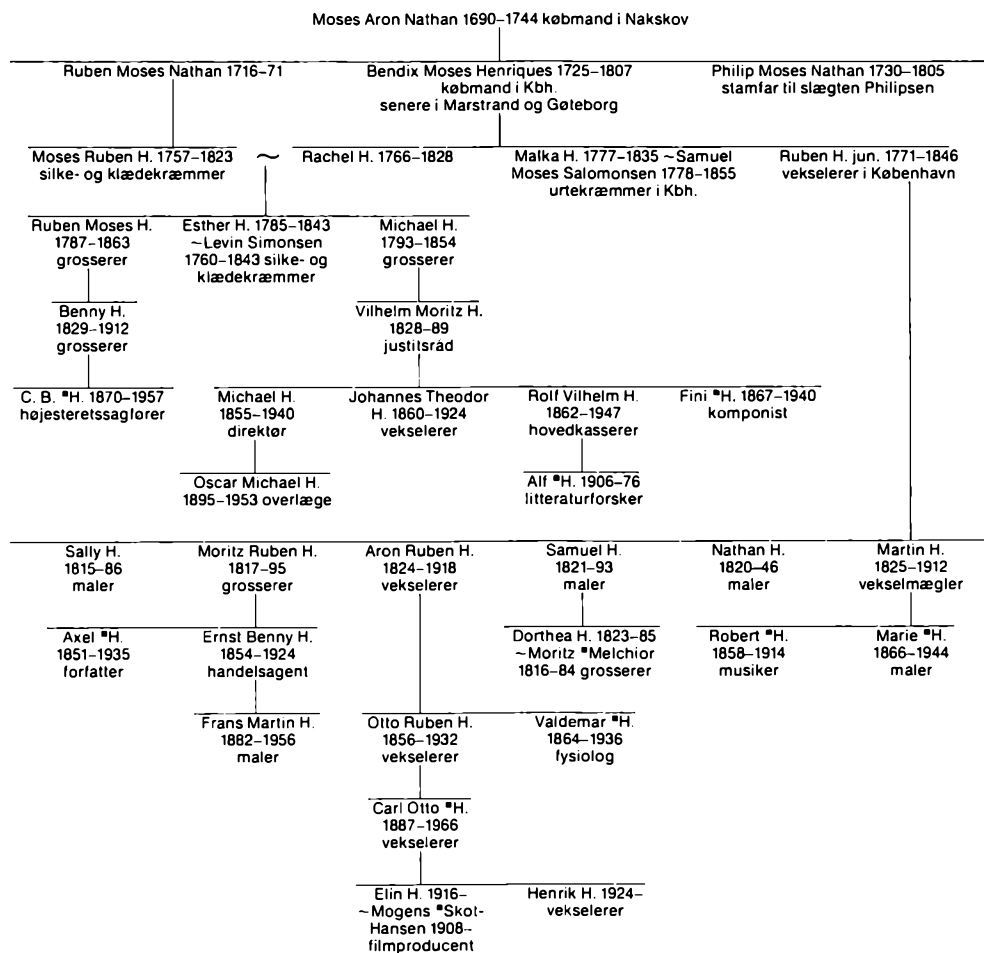 Moses Aron Nathan 1690–1744 købmand i Nakskov
Ruben Moses Nathan 1716–71
Bendix Moses Henriques 1725–1807
købmand i Kbh.
senere i Marstrand og Gøteborg
Philip Moses Nathan 1730–1805
stamfar til slægten Philipsen
Moses Ruben H. 1757–1823
silke- og klædekræmmer
~
Rachel H. 1766–1828
Malka H. 1777–1835 ~Samuel
Moses Salomonsen 1778–1855
urtekræmmer i Kbh.
Ruben H. jun. 1771–1846
vekselerer i København
Ruben Moses H.
1787–1863
grosserer
Esther H. 1785–1843
~Levin Simonsen
1760–1843 silke- og
klædekræmmer
Michael H.
1793–1854
grosserer
Benny H.
1829–1912
grosserer
Vilhelm Moritz H.
1828–89
justitsråd
C. B. *H. 1870–1957
højesteretssagfører
Michael H.
1855–1940
direktør
Johannes Theodor
H. 1860–1924
vekselerer
Rolf Vilhelm H.
1862–1947
hovedkasserer
Fini *H. 1867–1940
komponist
Oscar Michael H.
1895–1953 overlæge
Alf *H. 1906–76
litteraturforsker
Sally H.
1815–86
maler
Moritz Ruben H.
1817–95
grosserer
Aron Ruben H.
1824–1918
vekselerer
Samuel H.
1821–93
maler
Nathan H.
1820–46
maler
Martin H.
1825–1912
vekselmægler
Axel *H.
1851–1935
forfatter
Ernst Benny H.
1854–1924
handelsagent
Dorthea H. 1823–85
~Moritz *Melchior
1816–84 grosserer
Robert *H.
1858–1914
musiker
Marie *H.
1866–1944
maler
Frans Martin H.
1882–1956
maler
Otto Ruben H.
1856–1932
vekselerer
Valdemar *H.
1864–1936
fysiolog
Carl Otto *H.
1887–1966
vekselerer
Elin H. 1916–
~Mogens *Skot-
Hansen 1908–
filmproducent
Henrik H. 1924–
vekselerer